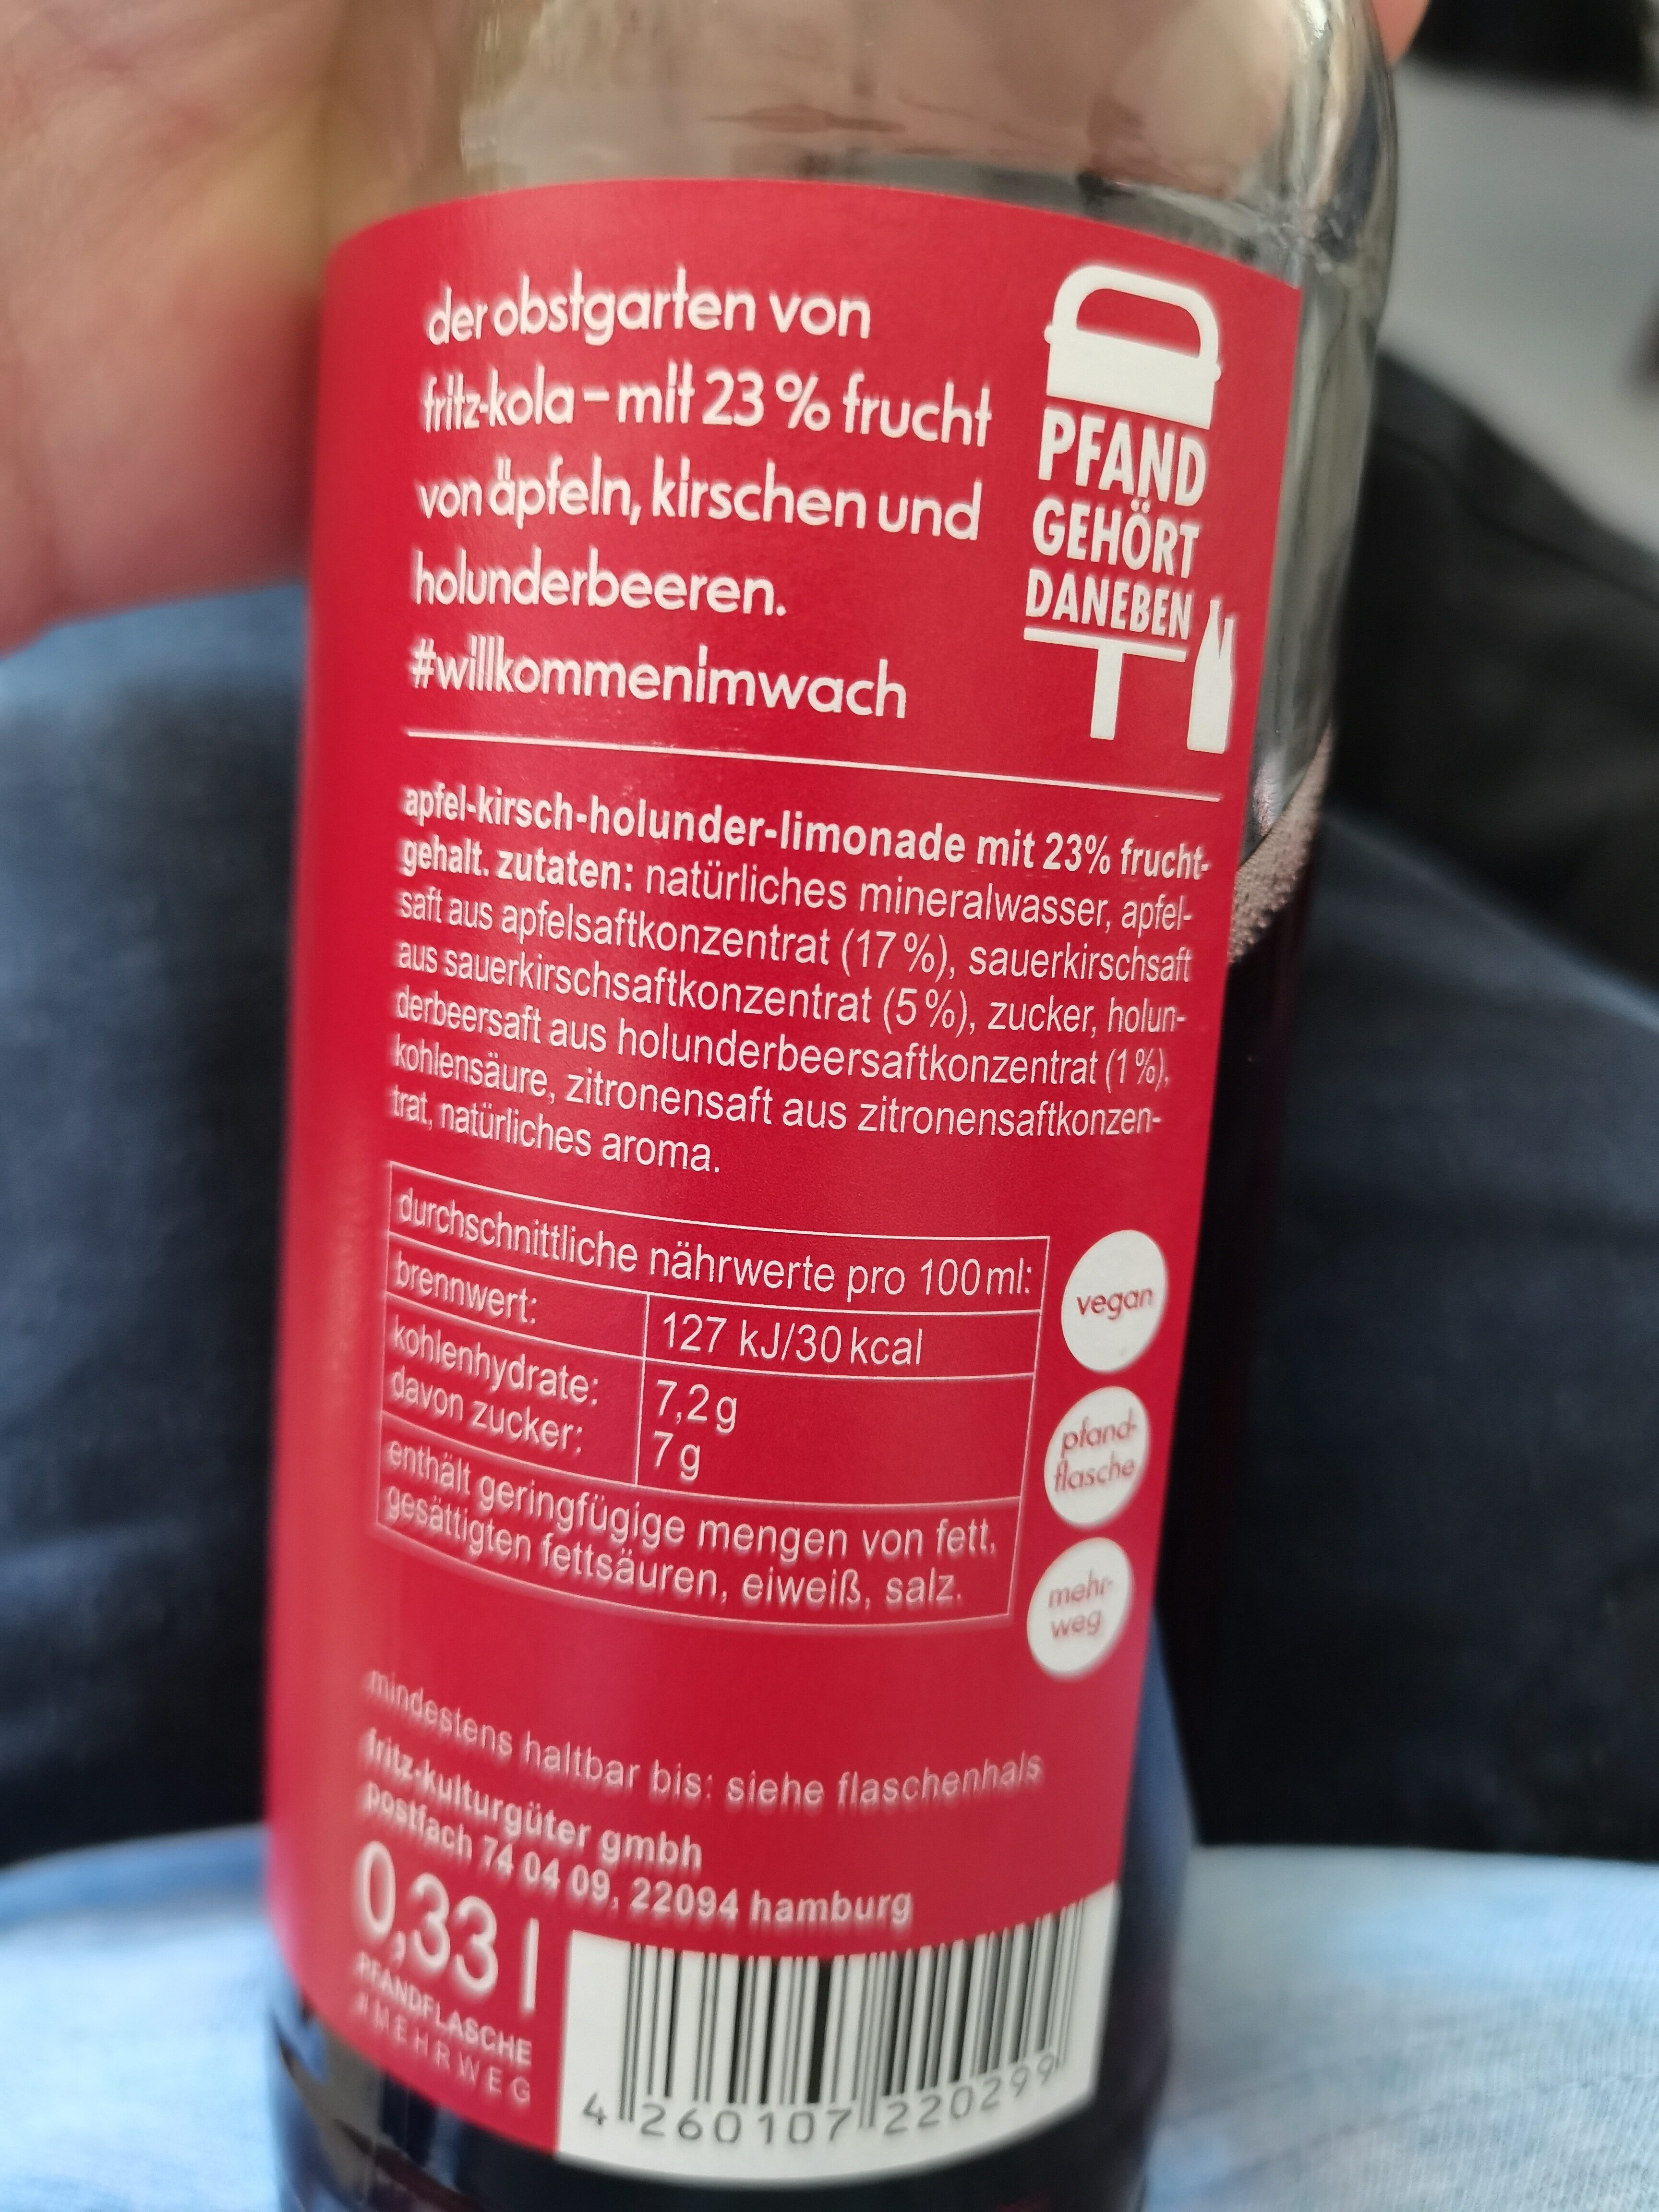 der obstgarten von
fritz-kola – mit 23 % frucht
von äpfeln, kirschen und
holunderbeeren.
#willkommenimwach
PFAND
GEHÖRT
DANEBEN
apfel-kirsch-holunder-limonade mit 23% frucht-
gehalt. zutaten: natürliches mineralwasser, apfel-
saft aus apfelsaftkonzentrat (17 %), sauerkirschsaft
aus sauerkirschsaftkonzentrat (5 %), zucker, holun-
derbeersaft aus holunderbeersaftkonzentrat (1 %),
kohlensäure, zitronensaft aus zitronensaftkonzen-
trat, natürliches aroma.
durchschnittliche nährwerte pro 100 ml:
brennwert: 127 kJ/30 kcal
kohlenhydrate: 7,2 g
davon zucker: 7 g
enthält geringfügige mengen von fett,
gesättigten fettsäuren, eiweiß, salz.
vegan
pfand-
flasche
mehr-
weg
mindestens haltbar bis: siehe flaschenhals
fritz-kulturgüter gmbh
postfach 74 04 09, 22094 hamburg
0,33 l
PFANDFLASCHE
#MEHRWEG
4 260107 220299